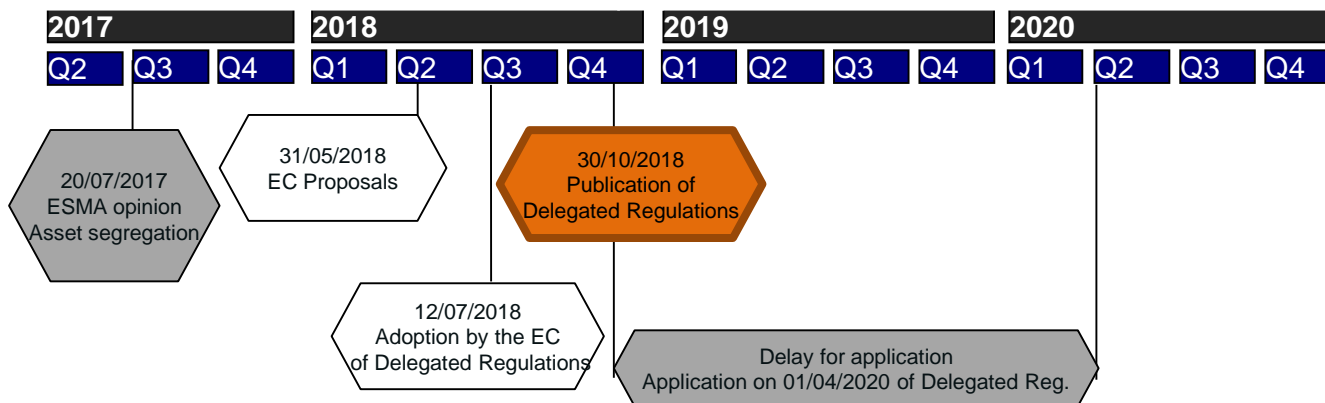 2017 2018 2019 2020
Q2 Q3 Q4 Q1 Q2 Q3 Q4 Q1 Q2 Q3 Q4 Q1 Q2 Q3 Q4
20/07/2017
ESMA opinion
Asset segregation
31/05/2018
EC Proposals
30/10/2018
Publication of
Delegated Regulations
12/07/2018
Adoption by the EC
of Delegated Regulations
Delay for application
Application on 01/04/2020 of Delegated Reg.